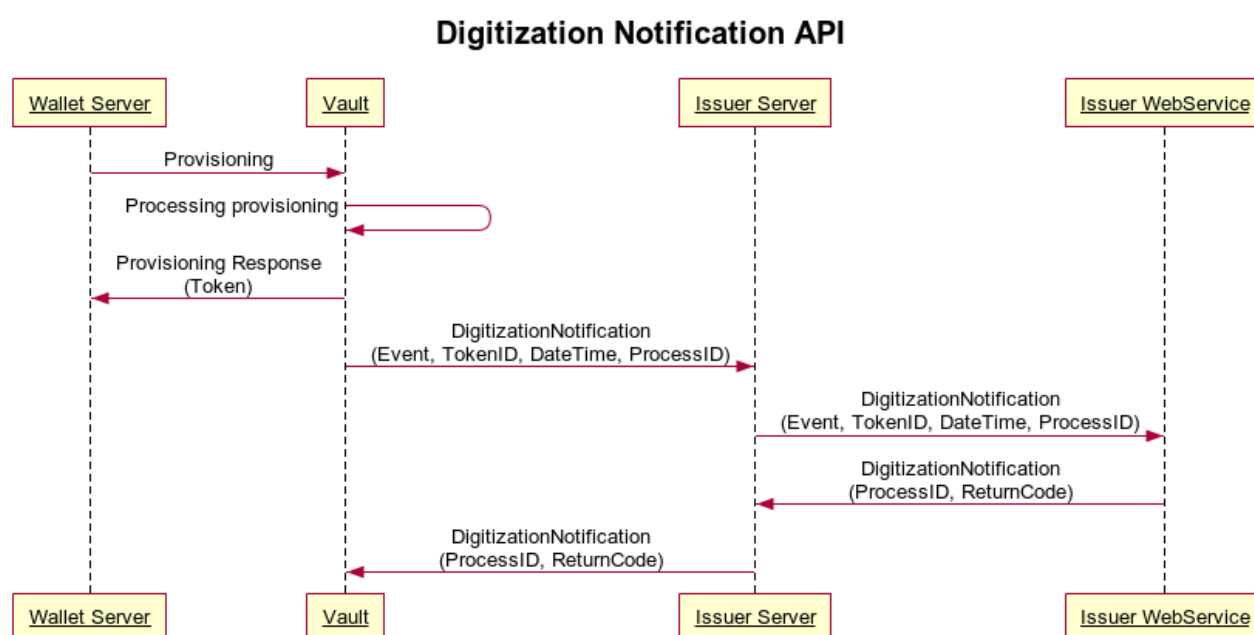 Digitization Notification API
Wallet Server
Vault
Issuer Server
Issuer WebService
Provisioning
Processing provisioning
Provisioning Response
(Token)
DigitizationNotification
(Event, TokenID, DateTime, ProcessID)
DigitizationNotification
(Event, TokenID, DateTime, ProcessID)
DigitizationNotification
(ProcessID, ReturnCode)
DigitizationNotification
(ProcessID, ReturnCode)
Wallet Server
Vault
Issuer Server
Issuer WebService